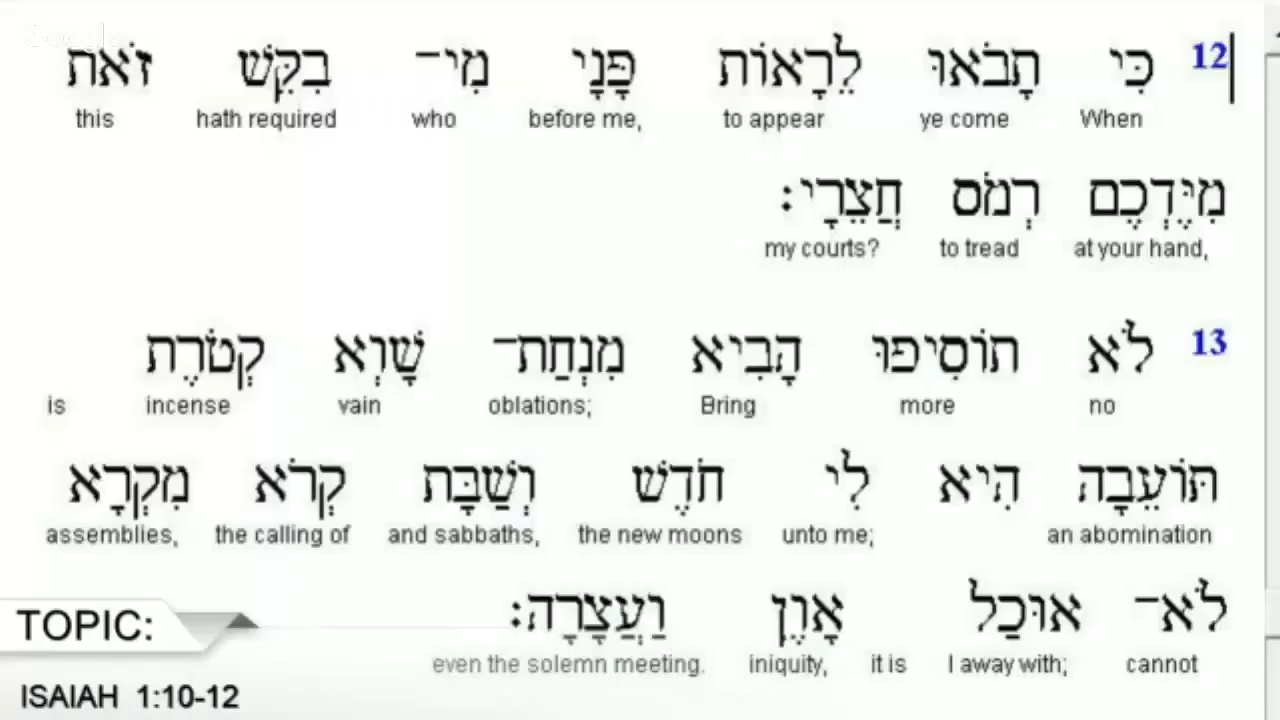 12 כִּי תָבֹאוּ לֵרָאוֹת פָּנָי מִי־ בִקֵּשׁ זֹאת
When ye come to appear before me, who hath required this
מִיֶּדְכֶם רְמֹס חֲצֵרָי׃
at your hand, to tread my courts?
13 לֹא תוֹסִיפוּ הָבִיא מִנְחַת־ שָׁוְא קְטֹרֶת
no more Bring oblations; vain incense is
תּוֹעֵבָה הִיא לִי חֹדֶשׁ וְשַׁבָּת קְרֹא מִקְרָא
an abomination unto me; the new moons and sabbaths, the calling of assemblies,
לֹא־ אוּכַל אָוֶן וַעֲצָרָה׃
cannot I away with; it is iniquity, even the solemn meeting.
TOPIC:
ISAIAH 1:10-12
Google